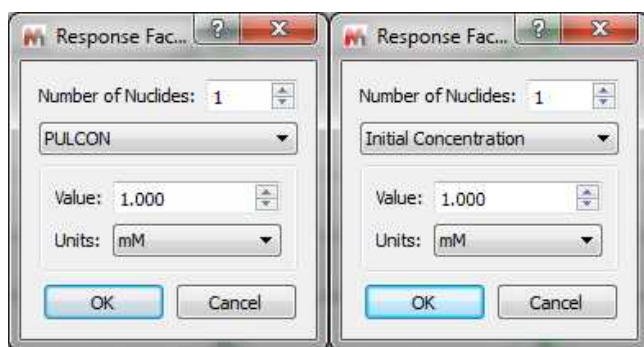 Response Fac...
Number of Nuclides: 1
PULCON
Value: 1.000
Units: mM
OK Cancel
Response Fac...
Number of Nuclides: 1
Initial Concentration
Value: 1.000
Units: mM
OK Cancel